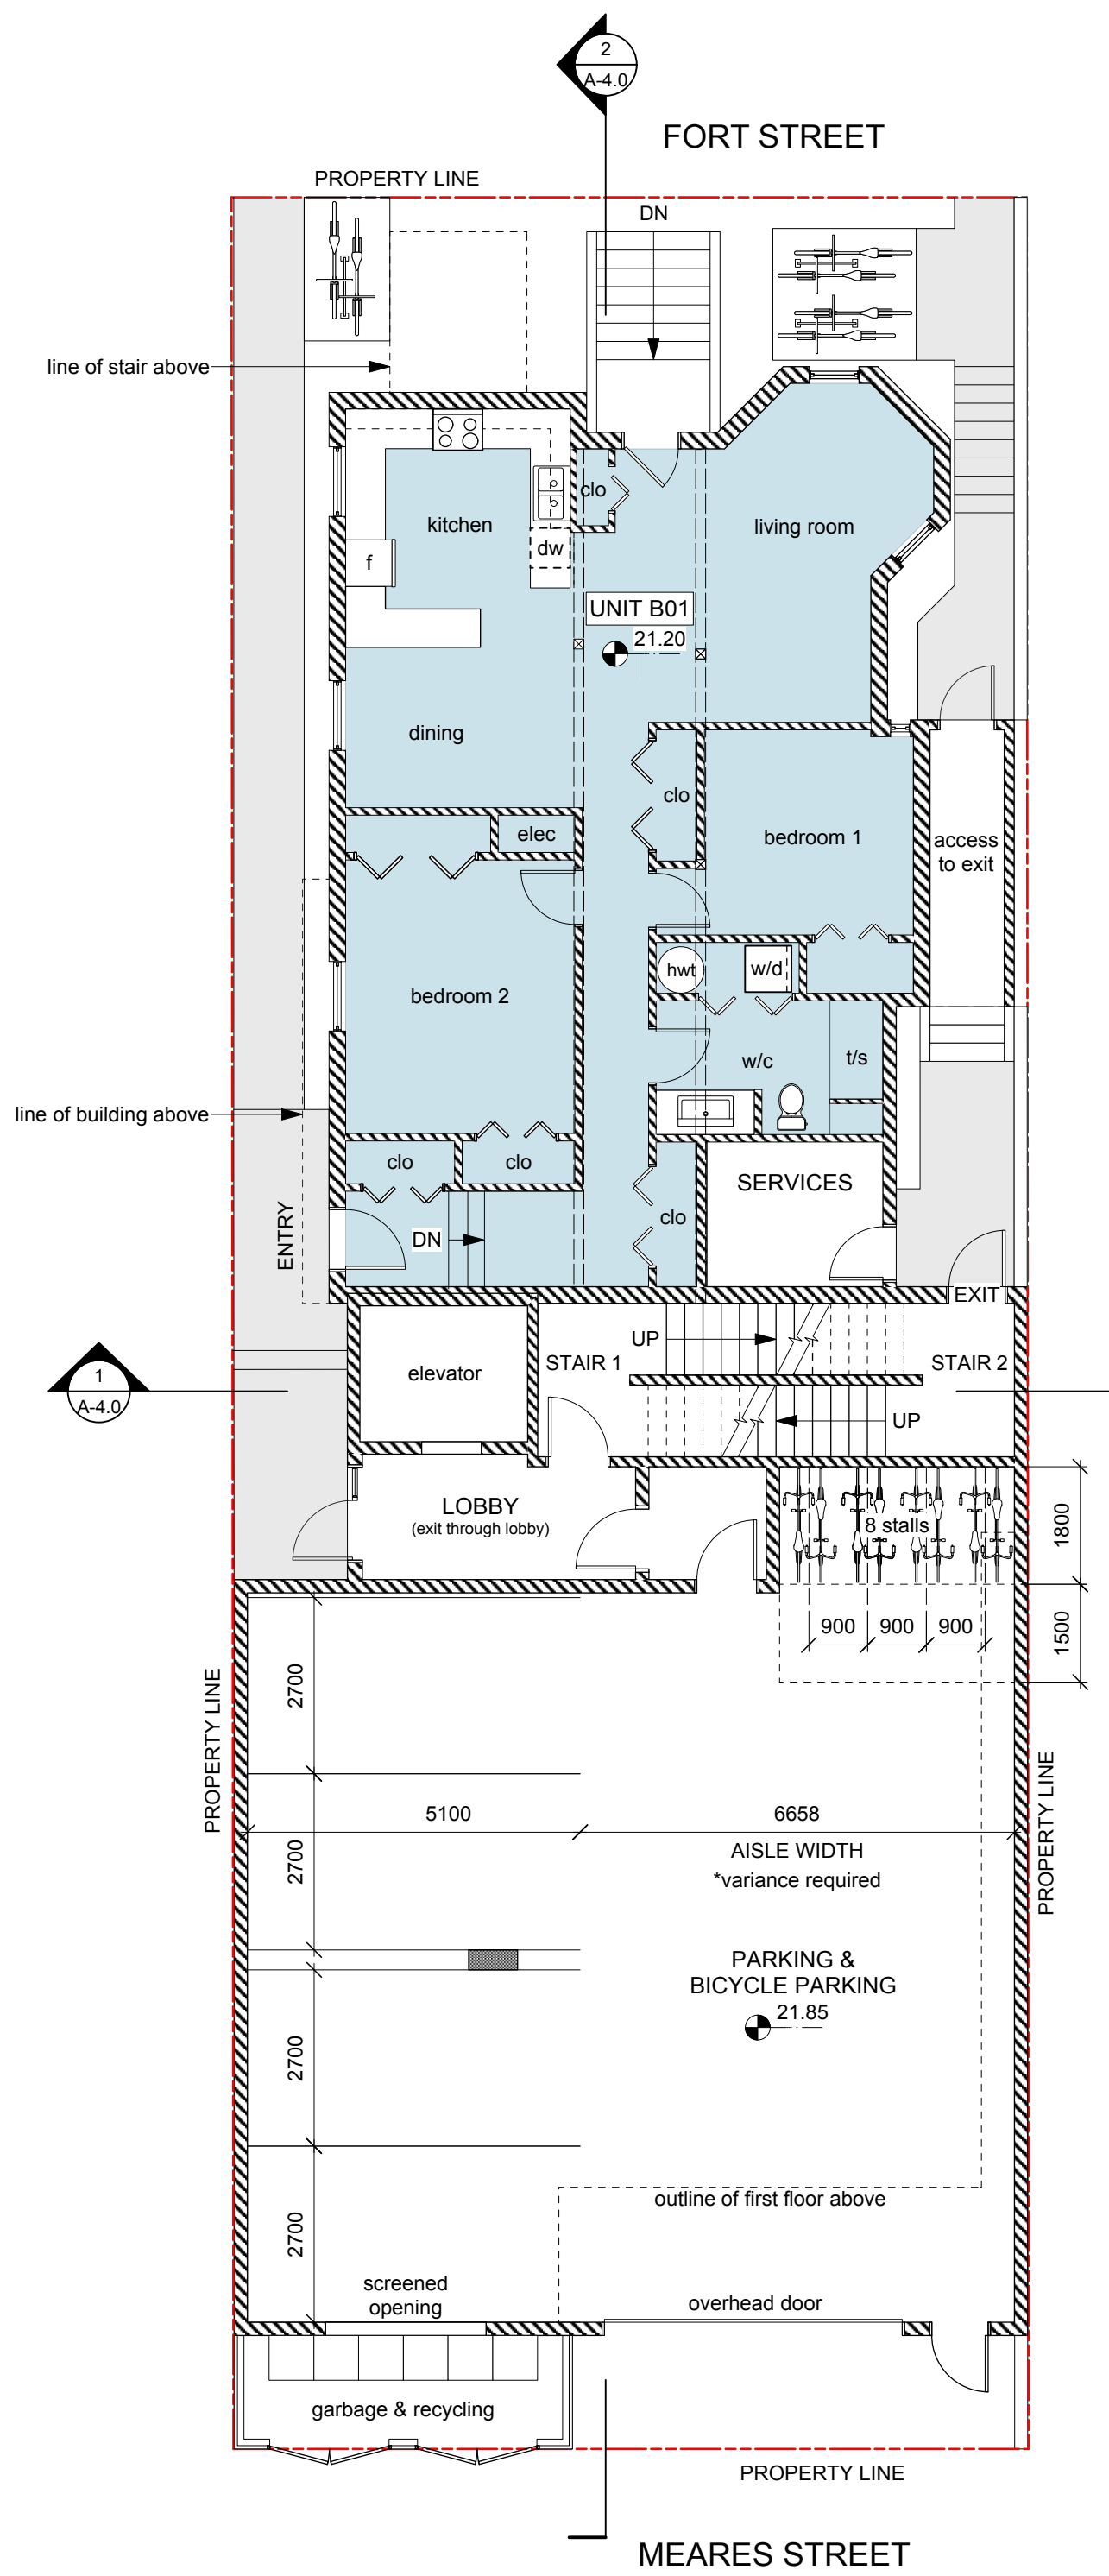 2
A-4.0
FORT STREET
PROPERTY LINE
DN
line of stair above
clo
kitchen
living room
dw
f
UNIT B01
21.20
dining
clo
elec
bedroom 1
access
to exit
hwt
w/d
bedroom 2
w/c
t/s
line of building above
clo
clo
SERVICES
clo
ENTRY
DN
EXIT
UP
STAIR 1
STAIR 2
elevator
1
A-4.0
UP
LOBBY
(exit through lobby)
8 stalls
1800
900
900
900
1500
2700
PROPERTY LINE
PROPERTY LINE
5100
6658
AISLE WIDTH
*variance required
2700
PARKING &
BICYCLE PARKING
21.85
2700
outline of first floor above
2700
screened
opening
overhead door
garbage & recycling
PROPERTY LINE
MEARES STREET